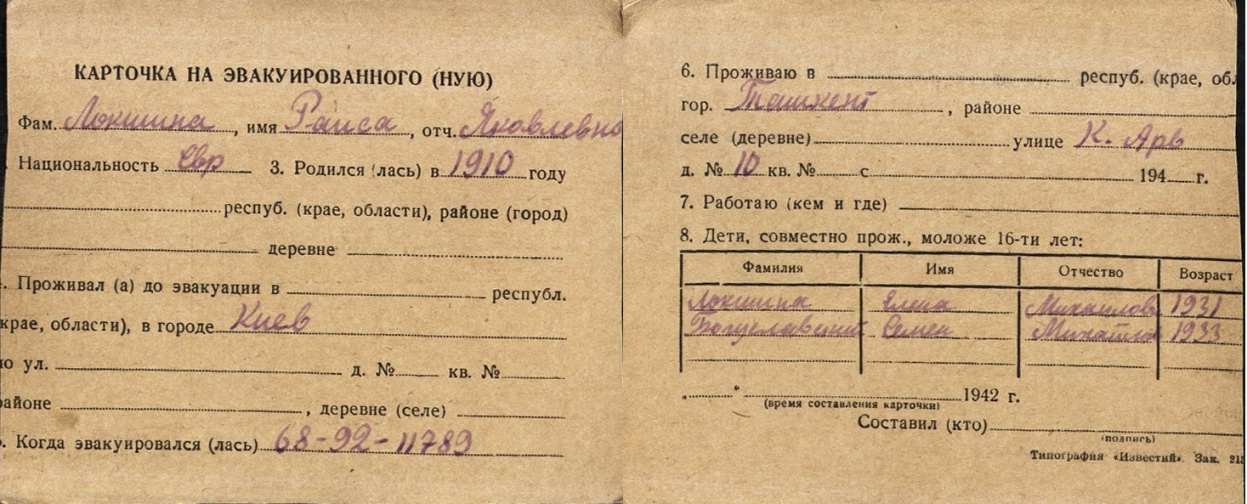 КАРТОЧКА НА ЭВАКУИРОВАННОГО (НУЮ)
Фам. Локшина, имя Раиса, отч. Яковлевна
. Национальность евр 3. Родился (лась) в 1910 году
респуб. (крае, области), районе (город)
деревне
. Проживал (а) до эвакуации в республ.
крае, области), в городе Киев
по ул. д. № кв. №
районе , деревне (селе)
. Когда эвакуировался (лась) 68-92-11789
6. Проживаю в респуб. (крае, обл
гор. Ташкент, районе
селе (деревне) улице К. Арв
д. № 10 кв. № с 194 г.
7. Работаю (кем и где)
8. Дети, совместно прож., моложе 16-ти лет:
Фамилия Имя Отчество Возраст
Локшина Елена Михайлов 1931
Богуславский Семен Михайлов 1933
" " 1942 г.
(время составления карточки)
Составил (кто)
(подпись)
Типография «Известий». Зак. 218